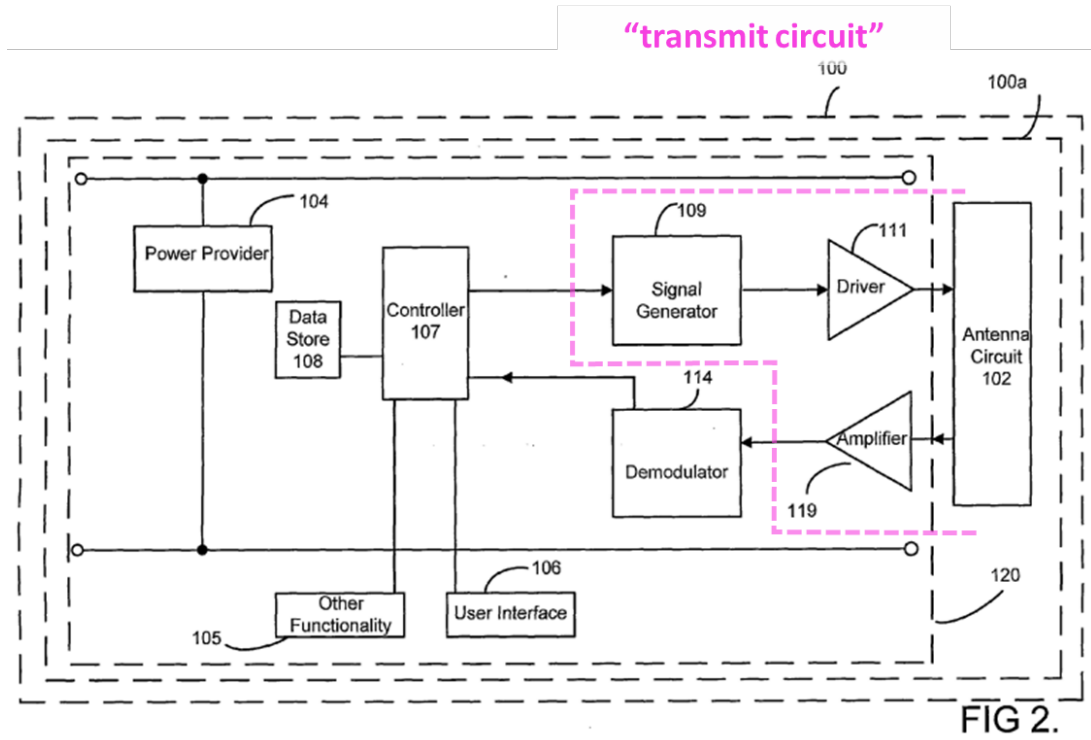 “transmit circuit”
100
100a
104
Power Provider
109
Signal
Generator
111
Driver
Controller
107
Data
Store
108
Antenna
Circuit
102
114
Demodulator
Amplifier
119
106
User Interface
Other
Functionality
105
120
FIG 2.